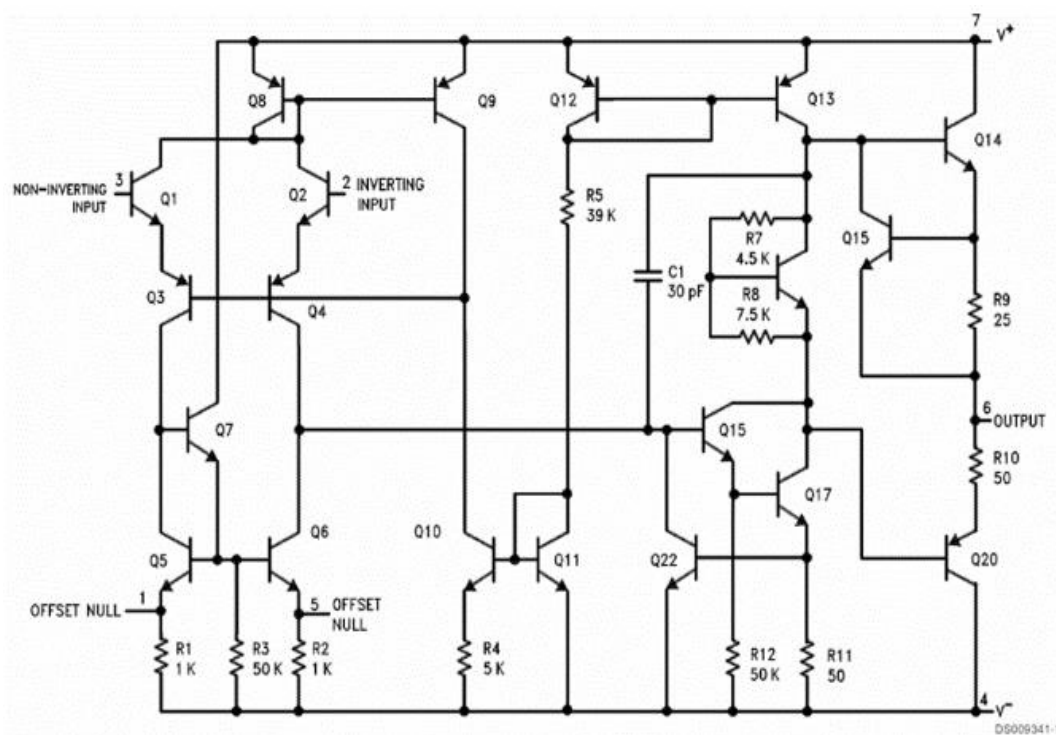 7
V+
Q8
Q9
Q12
Q13
Q14
3
NON-INVERTING
INPUT
Q1
Q2
2 INVERTING
INPUT
R5
39 K
R7
4.5 K
Q15
C1
30 pF
R8
7.5 K
R9
25
Q3
Q4
6
OUTPUT
Q7
Q15
R10
50
Q17
Q5
Q6
Q10
Q11
Q22
Q20
OFFSET NULL
1
5
OFFSET
NULL
R1
1 K
R3
50 K
R2
1 K
R4
5 K
R12
50 K
R11
50
4
V-
DS009341-